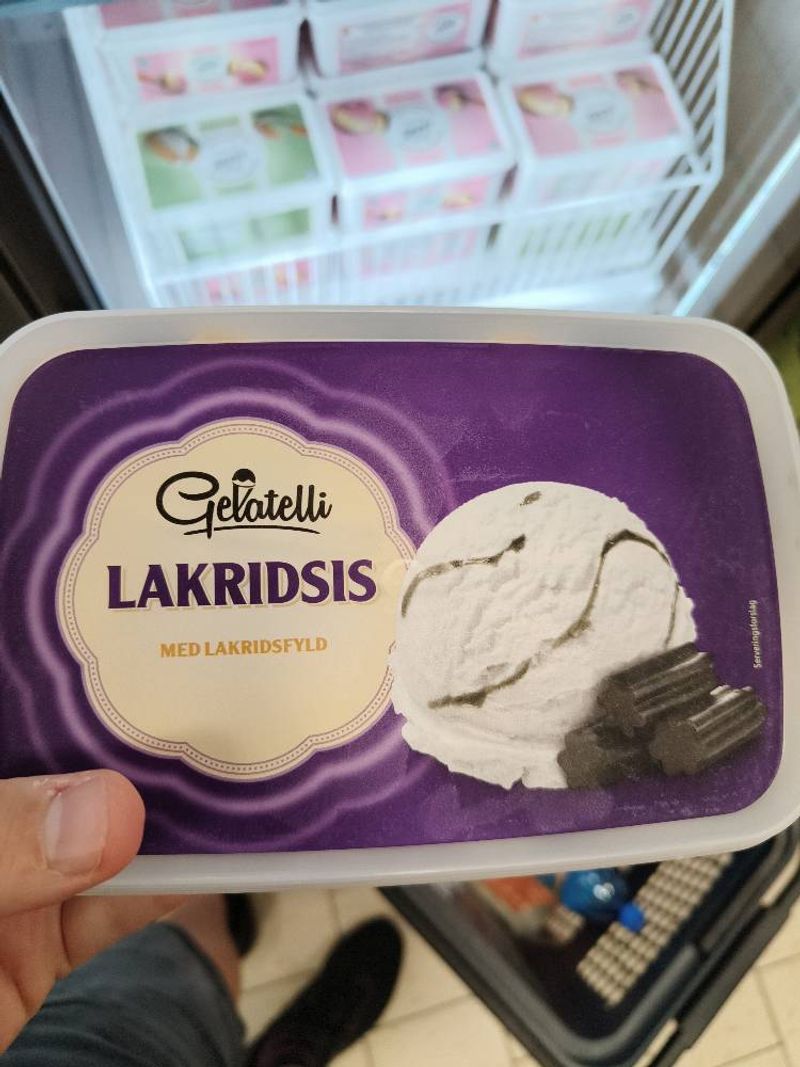 Gelatelli
LAKRIDSIS
MED LAKRIDSFYLD
Serveringsforslag